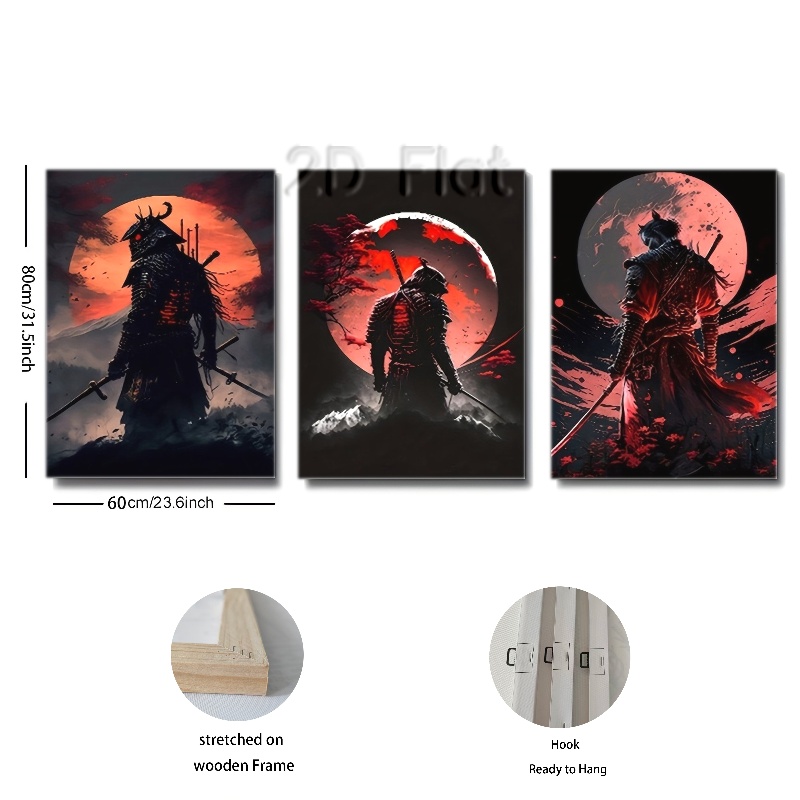 2D Flat
80cm/31.5inch
60cm/23.6inch
stretched on
wooden Frame
Hook
Ready to Hang